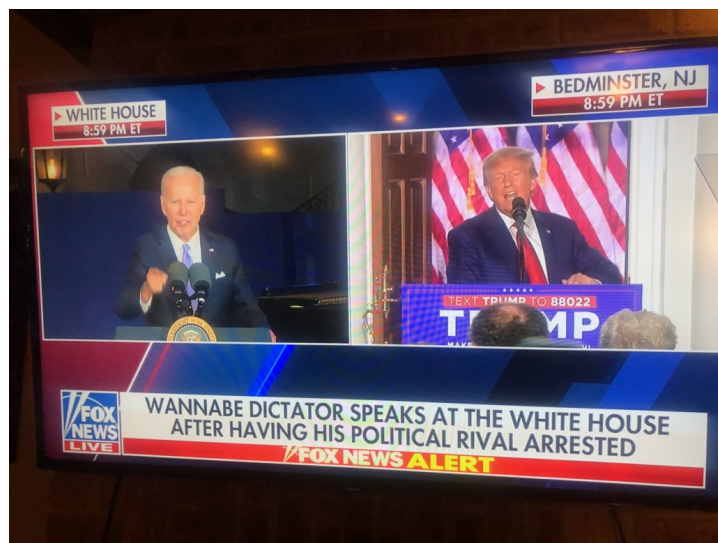 WHITE HOUSE
8:59 PM ET
BEDMINSTER, NJ
8:59 PM ET
TEXT TRUMP TO 88022
FOX
NEWS
LIVE
WANNABE DICTATOR SPEAKS AT THE WHITE HOUSE
AFTER HAVING HIS POLITICAL RIVAL ARRESTED
FOX NEWS ALERT